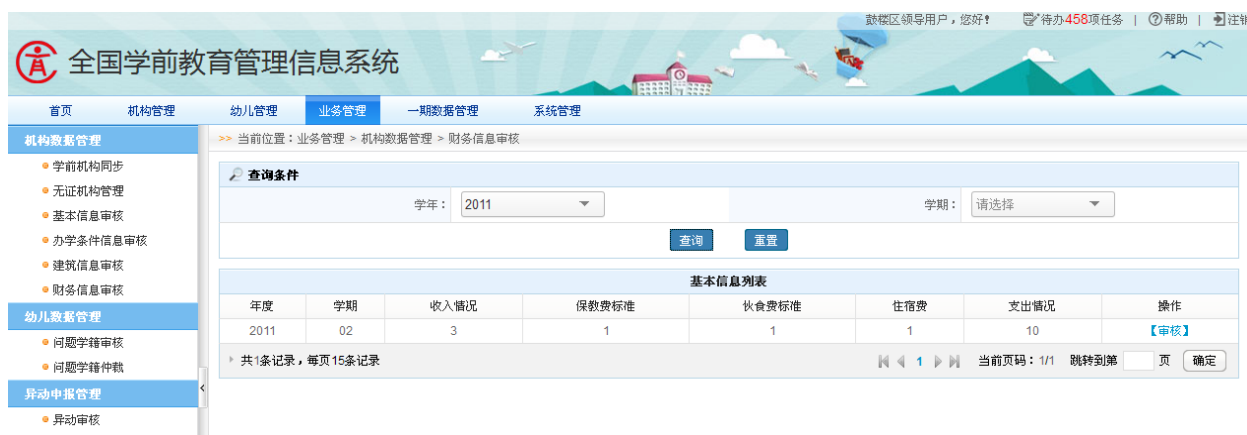 鼓楼区领导用户，您好！ 待办458项任务 | 帮助 | 注销
全国学前教育管理信息系统
首页 机构管理 幼儿管理 业务管理 一期数据管理 系统管理
机构数据管理
>> 当前位置：业务管理 > 机构数据管理 > 财务信息审核
学前机构同步
无证机构管理
基本信息审核
办学条件信息审核
建筑信息审核
财务信息审核
幼儿数据管理
问题学籍审核
问题学籍仲裁
异动申报管理
异动审核
查询条件
学年： 2011 学期： 请选择
查询 重置
基本信息列表
年度 学期 收入情况 保教费标准 伙食费标准 住宿费 支出情况 操作
2011 02 3 1 1 1 10 【审核】
共1条记录，每页15条记录 1 当前页码：1/1 跳转到第 页 确定